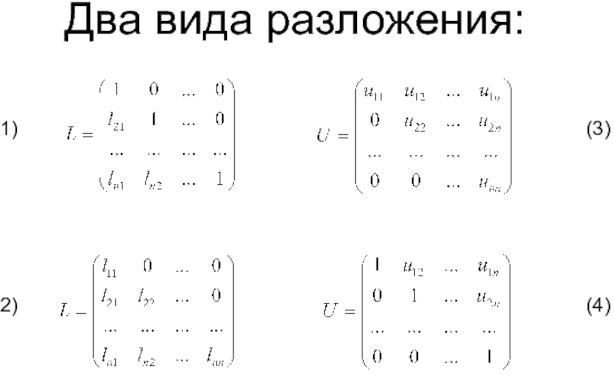 Два вида разложения:
1) L = ( 1 0 ... 0 U = ( u11 u12 ... u1n (3)
l21 1 ... 0 0 u22 ... u2n
... ... ... ... ... ... ... ...
ln1 ln2 ... 1 ) 0 0 ... unn )
2) L = ( l11 0 ... 0 U = ( 1 u12 ... u1n (4)
l21 l22 ... 0 0 1 ... u2n
... ... ... ... ... ... ... ...
ln1 ln2 ... lnn ) 0 0 ... 1 )